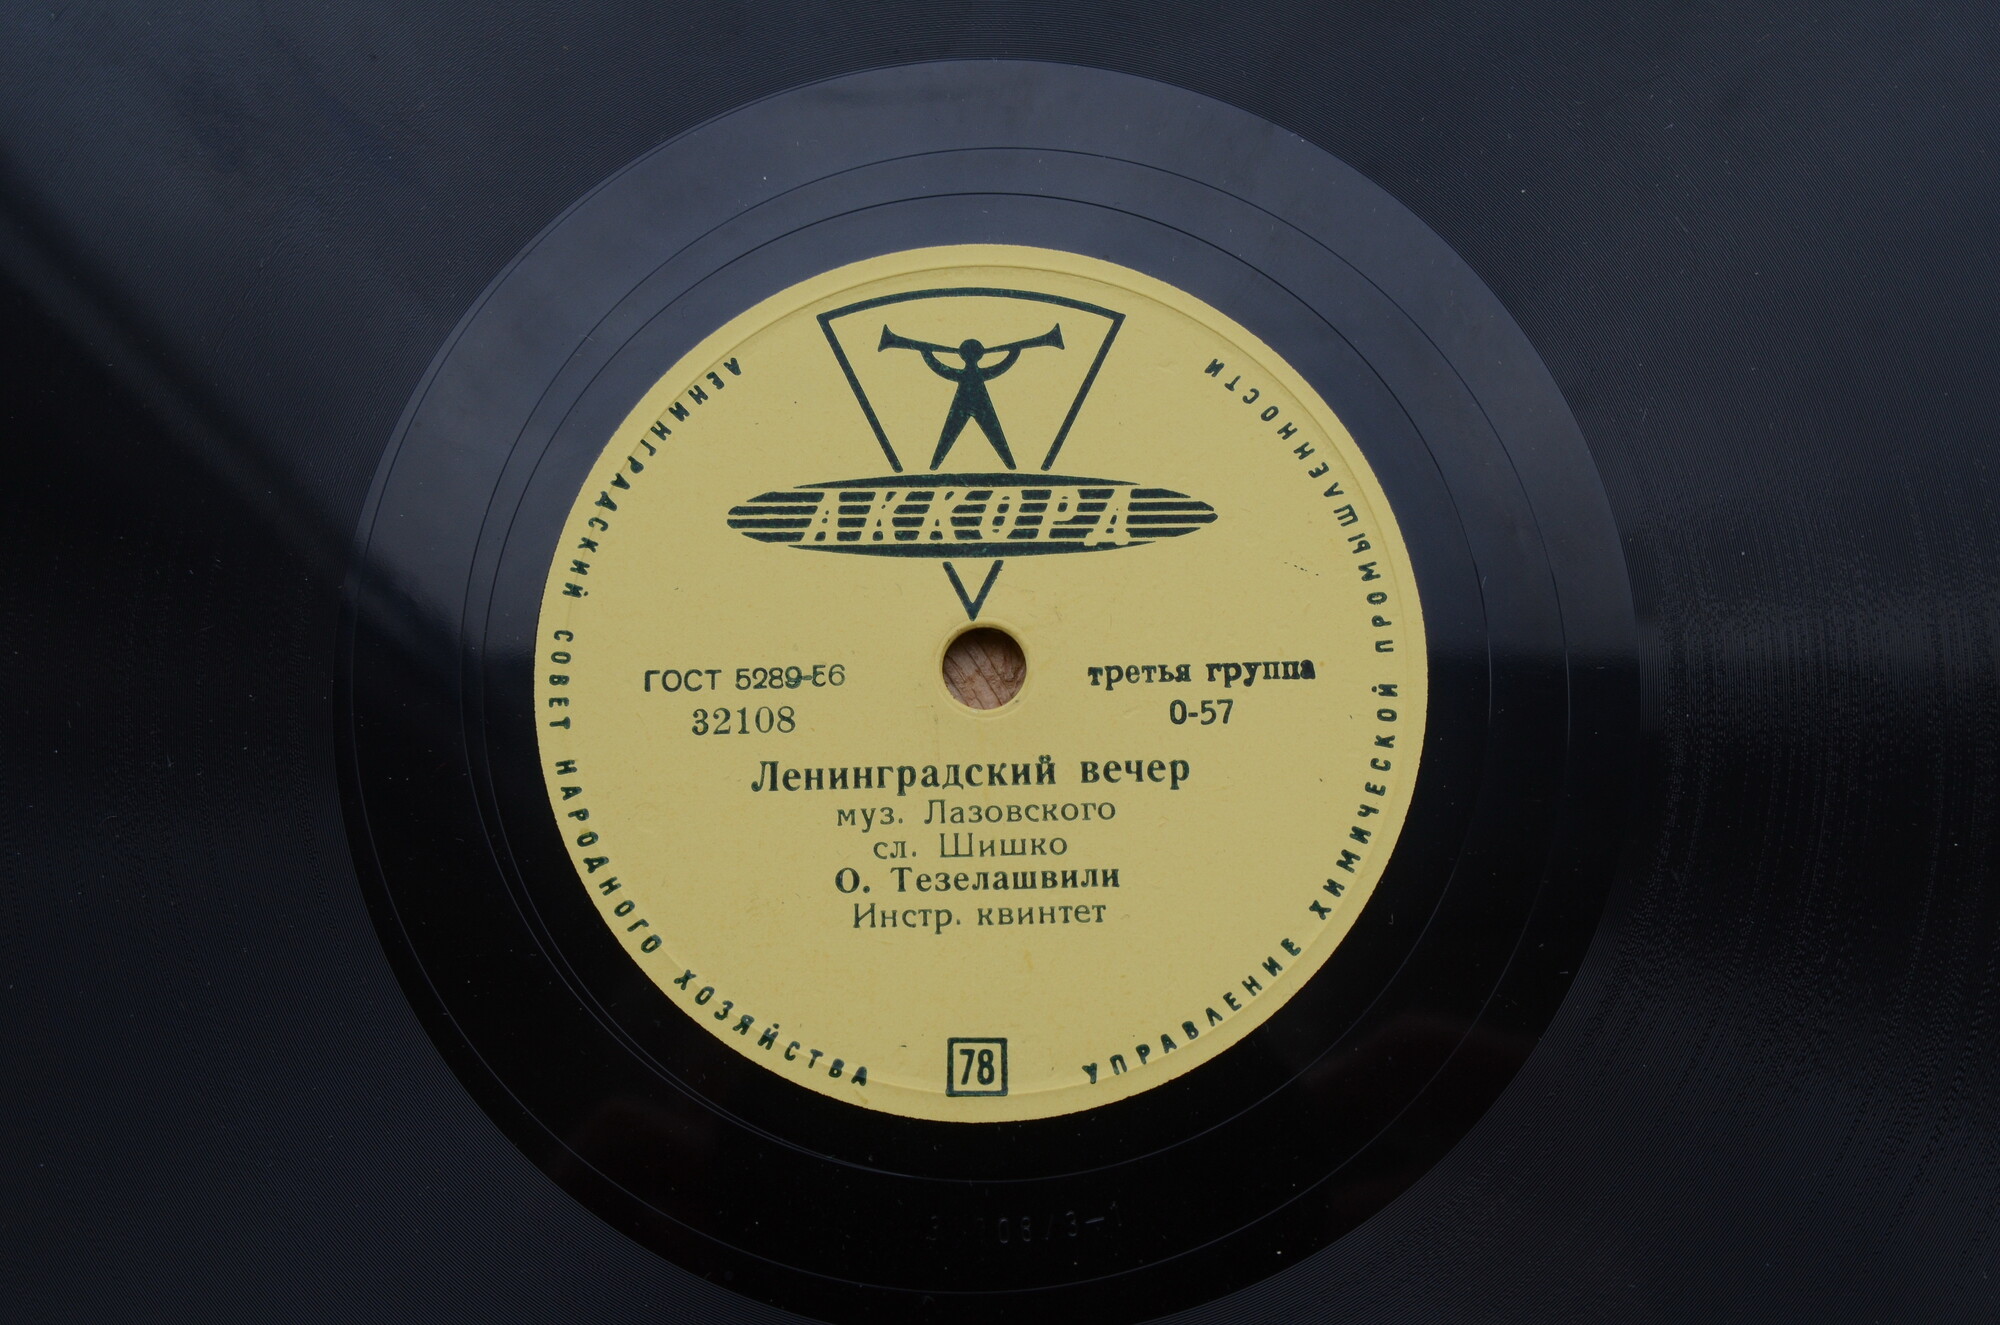 АККОРД
ЛЕНИНГРАДСКИЙ СОВЕТ НАРОДНОГО ХОЗЯЙСТВА
УПРАВЛЕНИЕ ХИМИЧЕСКОЙ ПРОМЫШЛЕННОСТИ
ГОСТ 5289-56
32108
третья группа
0-57
Ленинградский вечер
муз. Лазовского
сл. Шишко
О. Тезелашвили
Инстр. квинтет
78